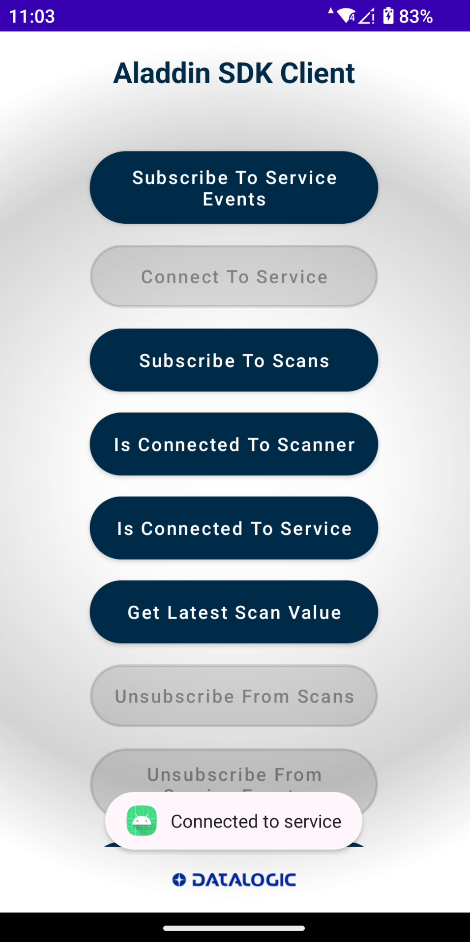 11:03
4
83%
Aladdin SDK Client
Subscribe To Service
Events
Connect To Service
Subscribe To Scans
Is Connected To Scanner
Is Connected To Service
Get Latest Scan Value
Unsubscribe From Scans
Unsubscribe From
Connected to service
DATALOGIC